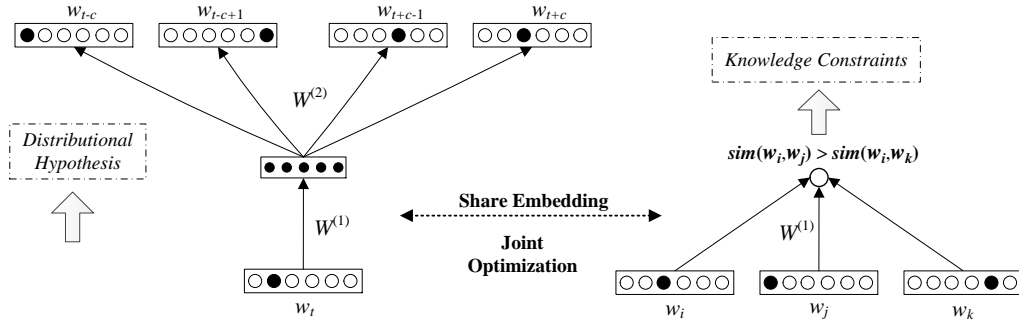 w_{t-c} w_{t-c+1} w_{t+c-1} w_{t+c}
W^{(2)}
Distributional
Hypothesis
W^{(1)}
w_t
Share Embedding
Joint
Optimization
Knowledge Constraints
sim(w_i,w_j) > sim(w_i,w_k)
W^{(1)}
w_i w_j w_k